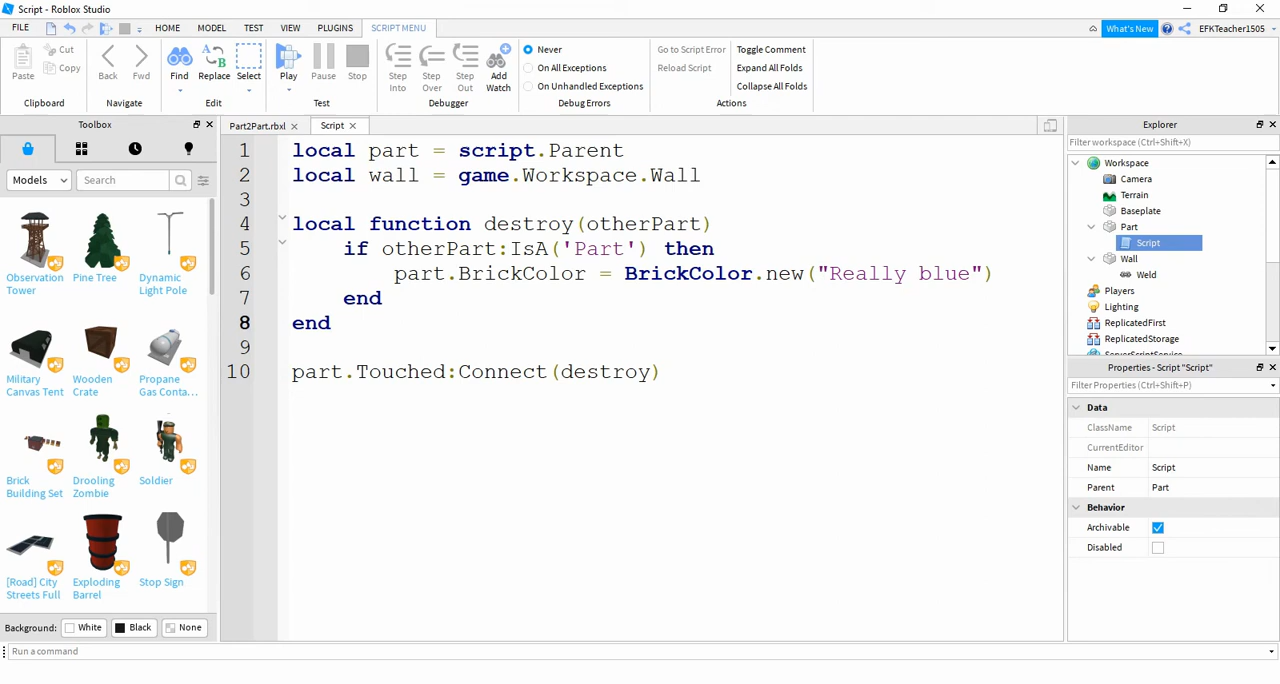 Script - Roblox Studio
FILE HOME MODEL TEST VIEW PLUGINS SCRIPT MENU What's New EFKTeacher1505
Paste Cut Copy Clipboard
Back Fwd Navigate
Find Replace Select Edit
Play Pause Stop Test
Step Into Step Over Step Out Add Watch Debugger
Never
On All Exceptions
On Unhandled Exceptions
Debug Errors
Go to Script Error
Reload Script
Toggle Comment
Expand All Folds
Collapse All Folds
Actions
Toolbox
Models Search
Observation Tower
Pine Tree
Dynamic Light Pole
Military Canvas Tent
Wooden Crate
Propane Gas Conta...
Brick Building Set
Drooling Zombie
Soldier
[Road] City Streets Full
Exploding Barrel
Stop Sign
Background: White Black None
Part2Part.rbxl Script
1 local part = script.Parent
2 local wall = game.Workspace.Wall
3
4 local function destroy(otherPart)
5 if otherPart:IsA('Part') then
6 part.BrickColor = BrickColor.new("Really blue")
7 end
8 end
9
10 part.Touched:Connect(destroy)
Explorer
Filter workspace (Ctrl+Shift+X)
Workspace
Camera
Terrain
Baseplate
Part
Script
Wall
Weld
Players
Lighting
ReplicatedFirst
ReplicatedStorage
ServerScriptService
Properties - Script "Script"
Filter Properties (Ctrl+Shift+P)
Data
ClassName Script
CurrentEditor
Name Script
Parent Part
Behavior
Archivable
Disabled
Run a command